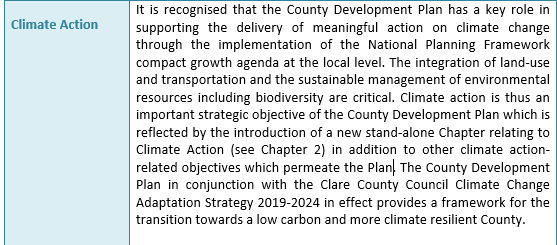 Climate Action
It is recognised that the County Development Plan has a key role in
supporting the delivery of meaningful action on climate change
through the implementation of the National Planning Framework
compact growth agenda at the local level. The integration of land-use
and transportation and the sustainable management of environmental
resources including biodiversity are critical. Climate action is thus an
important strategic objective of the County Development Plan which is
reflected by the introduction of a new stand-alone Chapter relating to
Climate Action (see Chapter 2) in addition to other climate action-
related objectives which permeate the Plan. The County Development
Plan in conjunction with the Clare County Council Climate Change
Adaptation Strategy 2019-2024 in effect provides a framework for the
transition towards a low carbon and more climate resilient County.